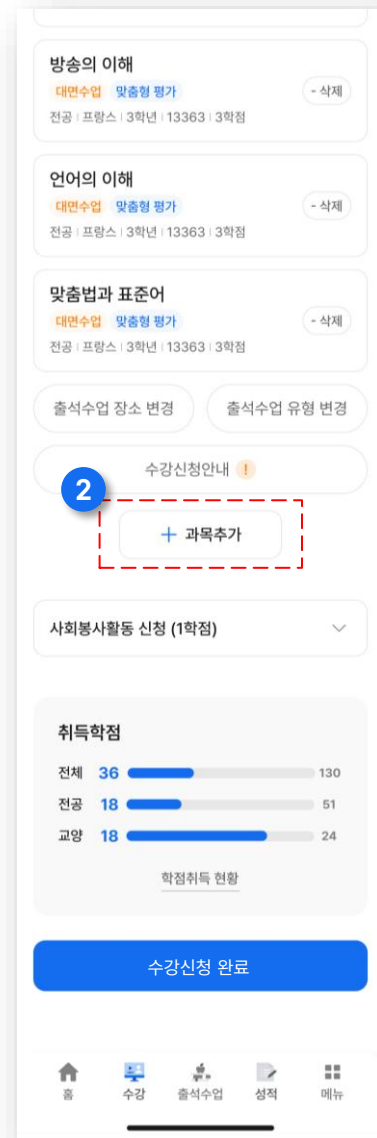 방송의 이해
대면수업 맞춤형 평가
- 삭제
전공 | 프랑스 | 3학년 | 13363 | 3학점
언어의 이해
대면수업 맞춤형 평가
- 삭제
전공 | 프랑스 | 3학년 | 13363 | 3학점
맞춤법과 표준어
대면수업 맞춤형 평가
- 삭제
전공 | 프랑스 | 3학년 | 13363 | 3학점
출석수업 장소 변경 출석수업 유형 변경
수강신청안내 !
2
+ 과목추가
사회봉사활동 신청 (1학점)
취득학점
전체 36 130
전공 18 51
교양 18 24
학점취득 현황
수강신청 완료
홈 수강 출석수업 성적 메뉴